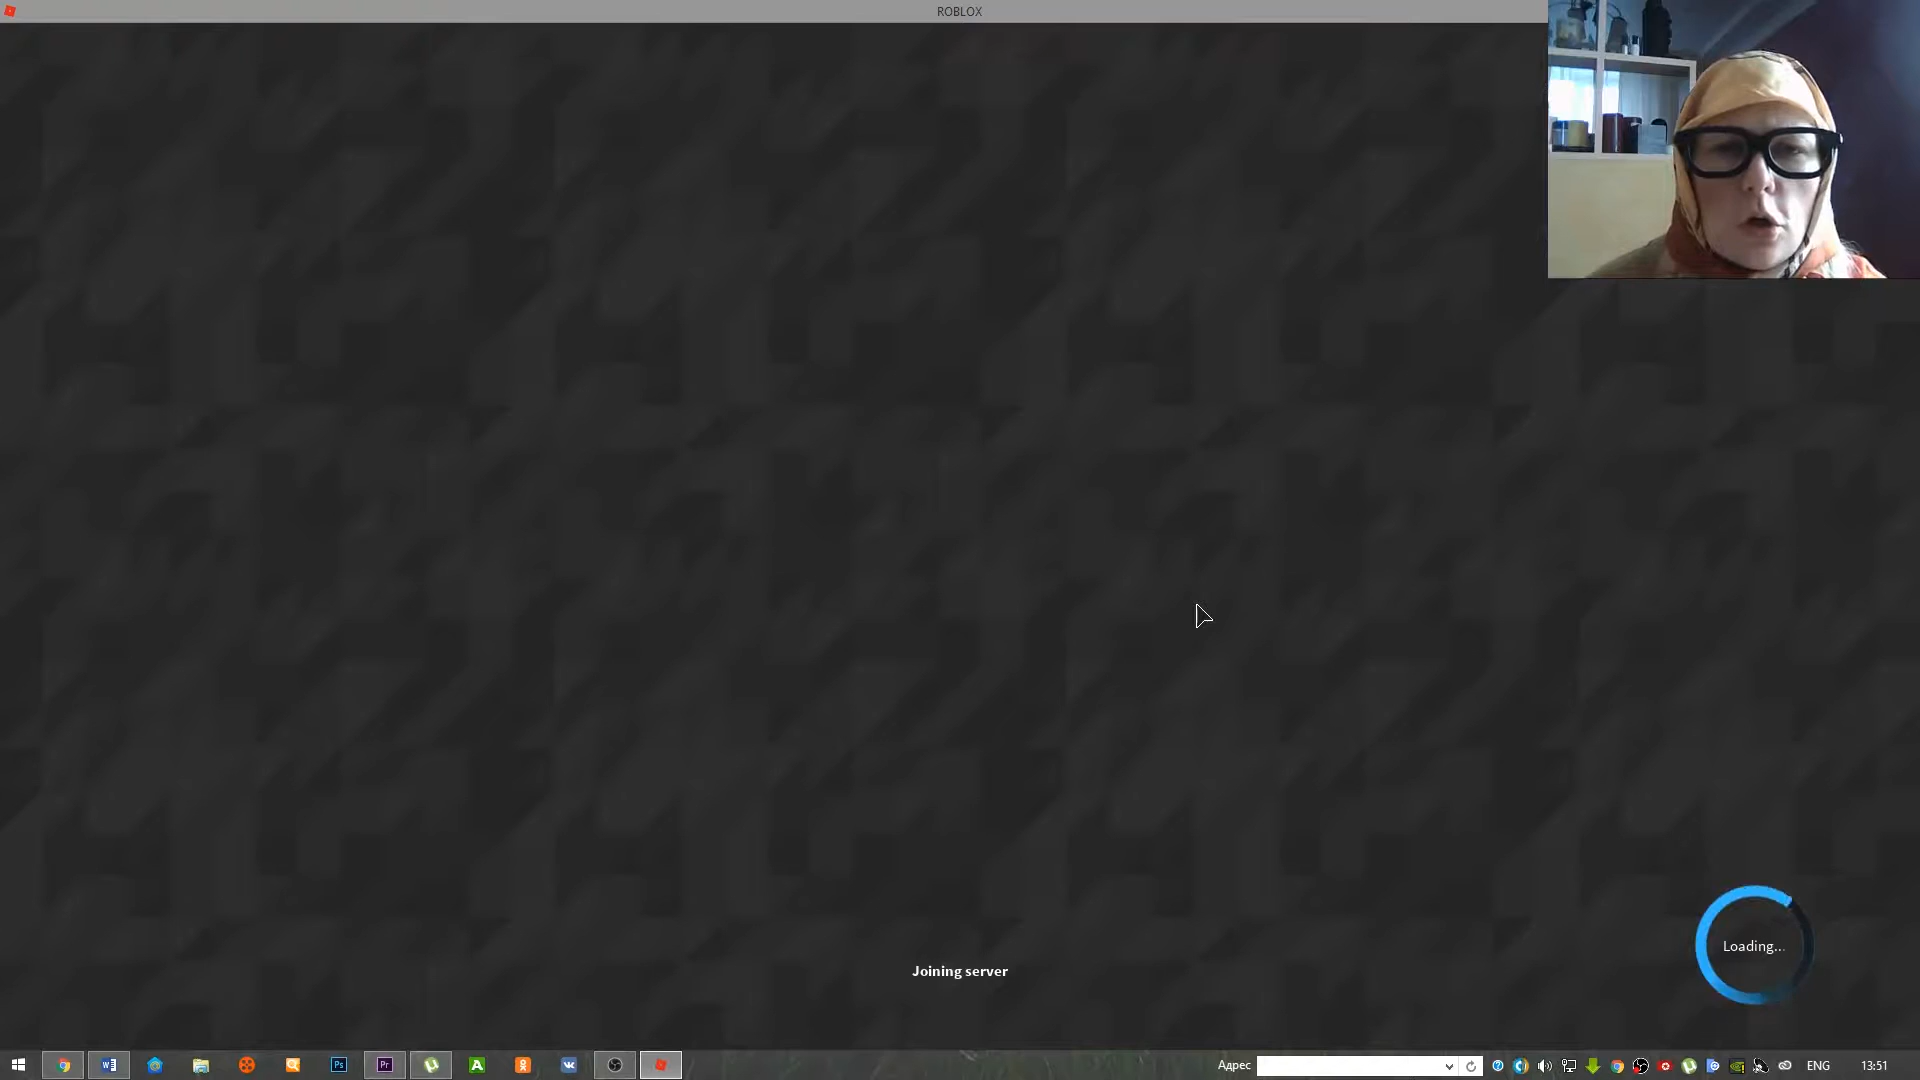 ROBLOX
Loading...
Joining server
Адрес
ENG
13:51